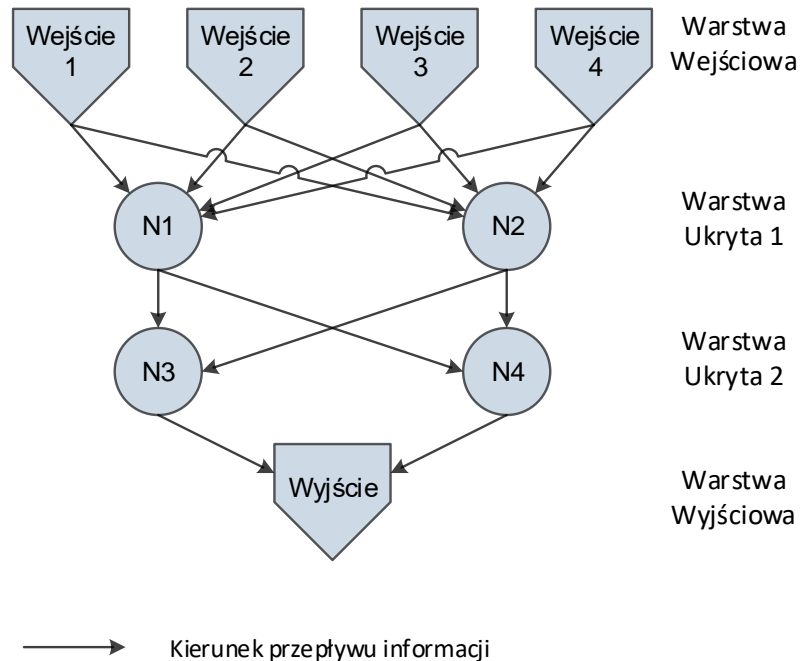 Wejście
1
Wejście
2
Wejście
3
Wejście
4
Warstwa
Wejściowa
N1
N2
Warstwa
Ukryta 1
N3
N4
Warstwa
Ukryta 2
Wyjście
Warstwa
Wyjściowa
Kierunek przepływu informacji